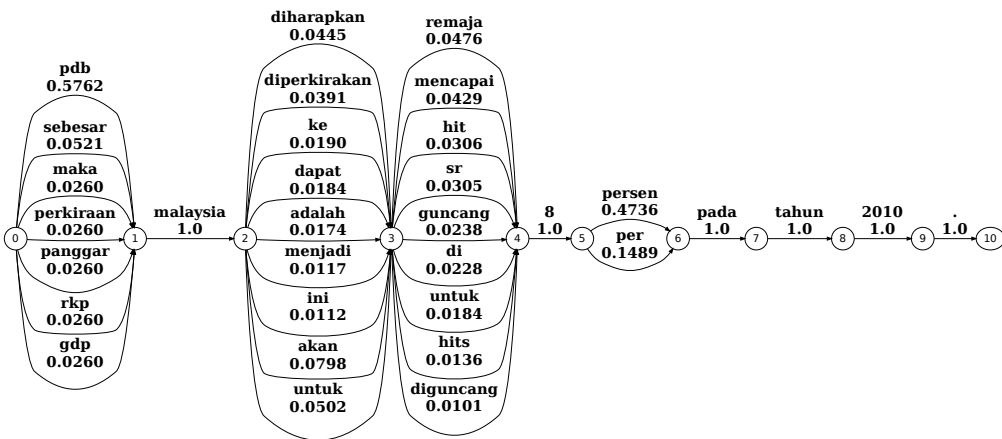 pdb
0.5762
sebesar
0.0521
maka
0.0260
perkiraan
0.0260
panggar
0.0260
rkp
0.0260
gdp
0.0260
0
1
malaysia
1.0
2
diharapkan
0.0445
diperkirakan
0.0391
ke
0.0190
dapat
0.0184
adalah
0.0174
menjadi
0.0117
ini
0.0112
akan
0.0798
untuk
0.0502
3
remaja
0.0476
mencapai
0.0429
hit
0.0306
sr
0.0305
guncang
0.0238
di
0.0228
untuk
0.0184
hits
0.0136
diguncang
0.0101
4
8
1.0
5
persen
0.4736
per
0.1489
6
pada
1.0
7
tahun
1.0
8
2010
1.0
9
.
1.0
10